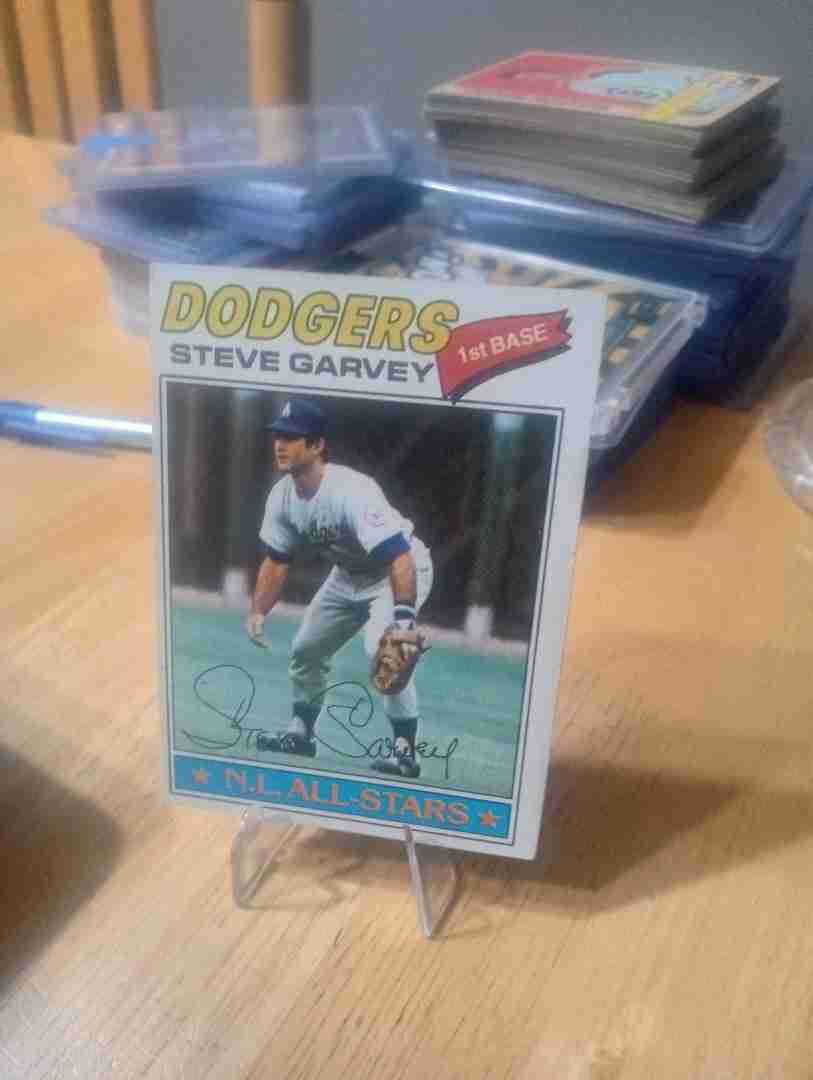 DODGERS
STEVE GARVEY
1st BASE
Steve Garvey
N.L. ALL-STARS